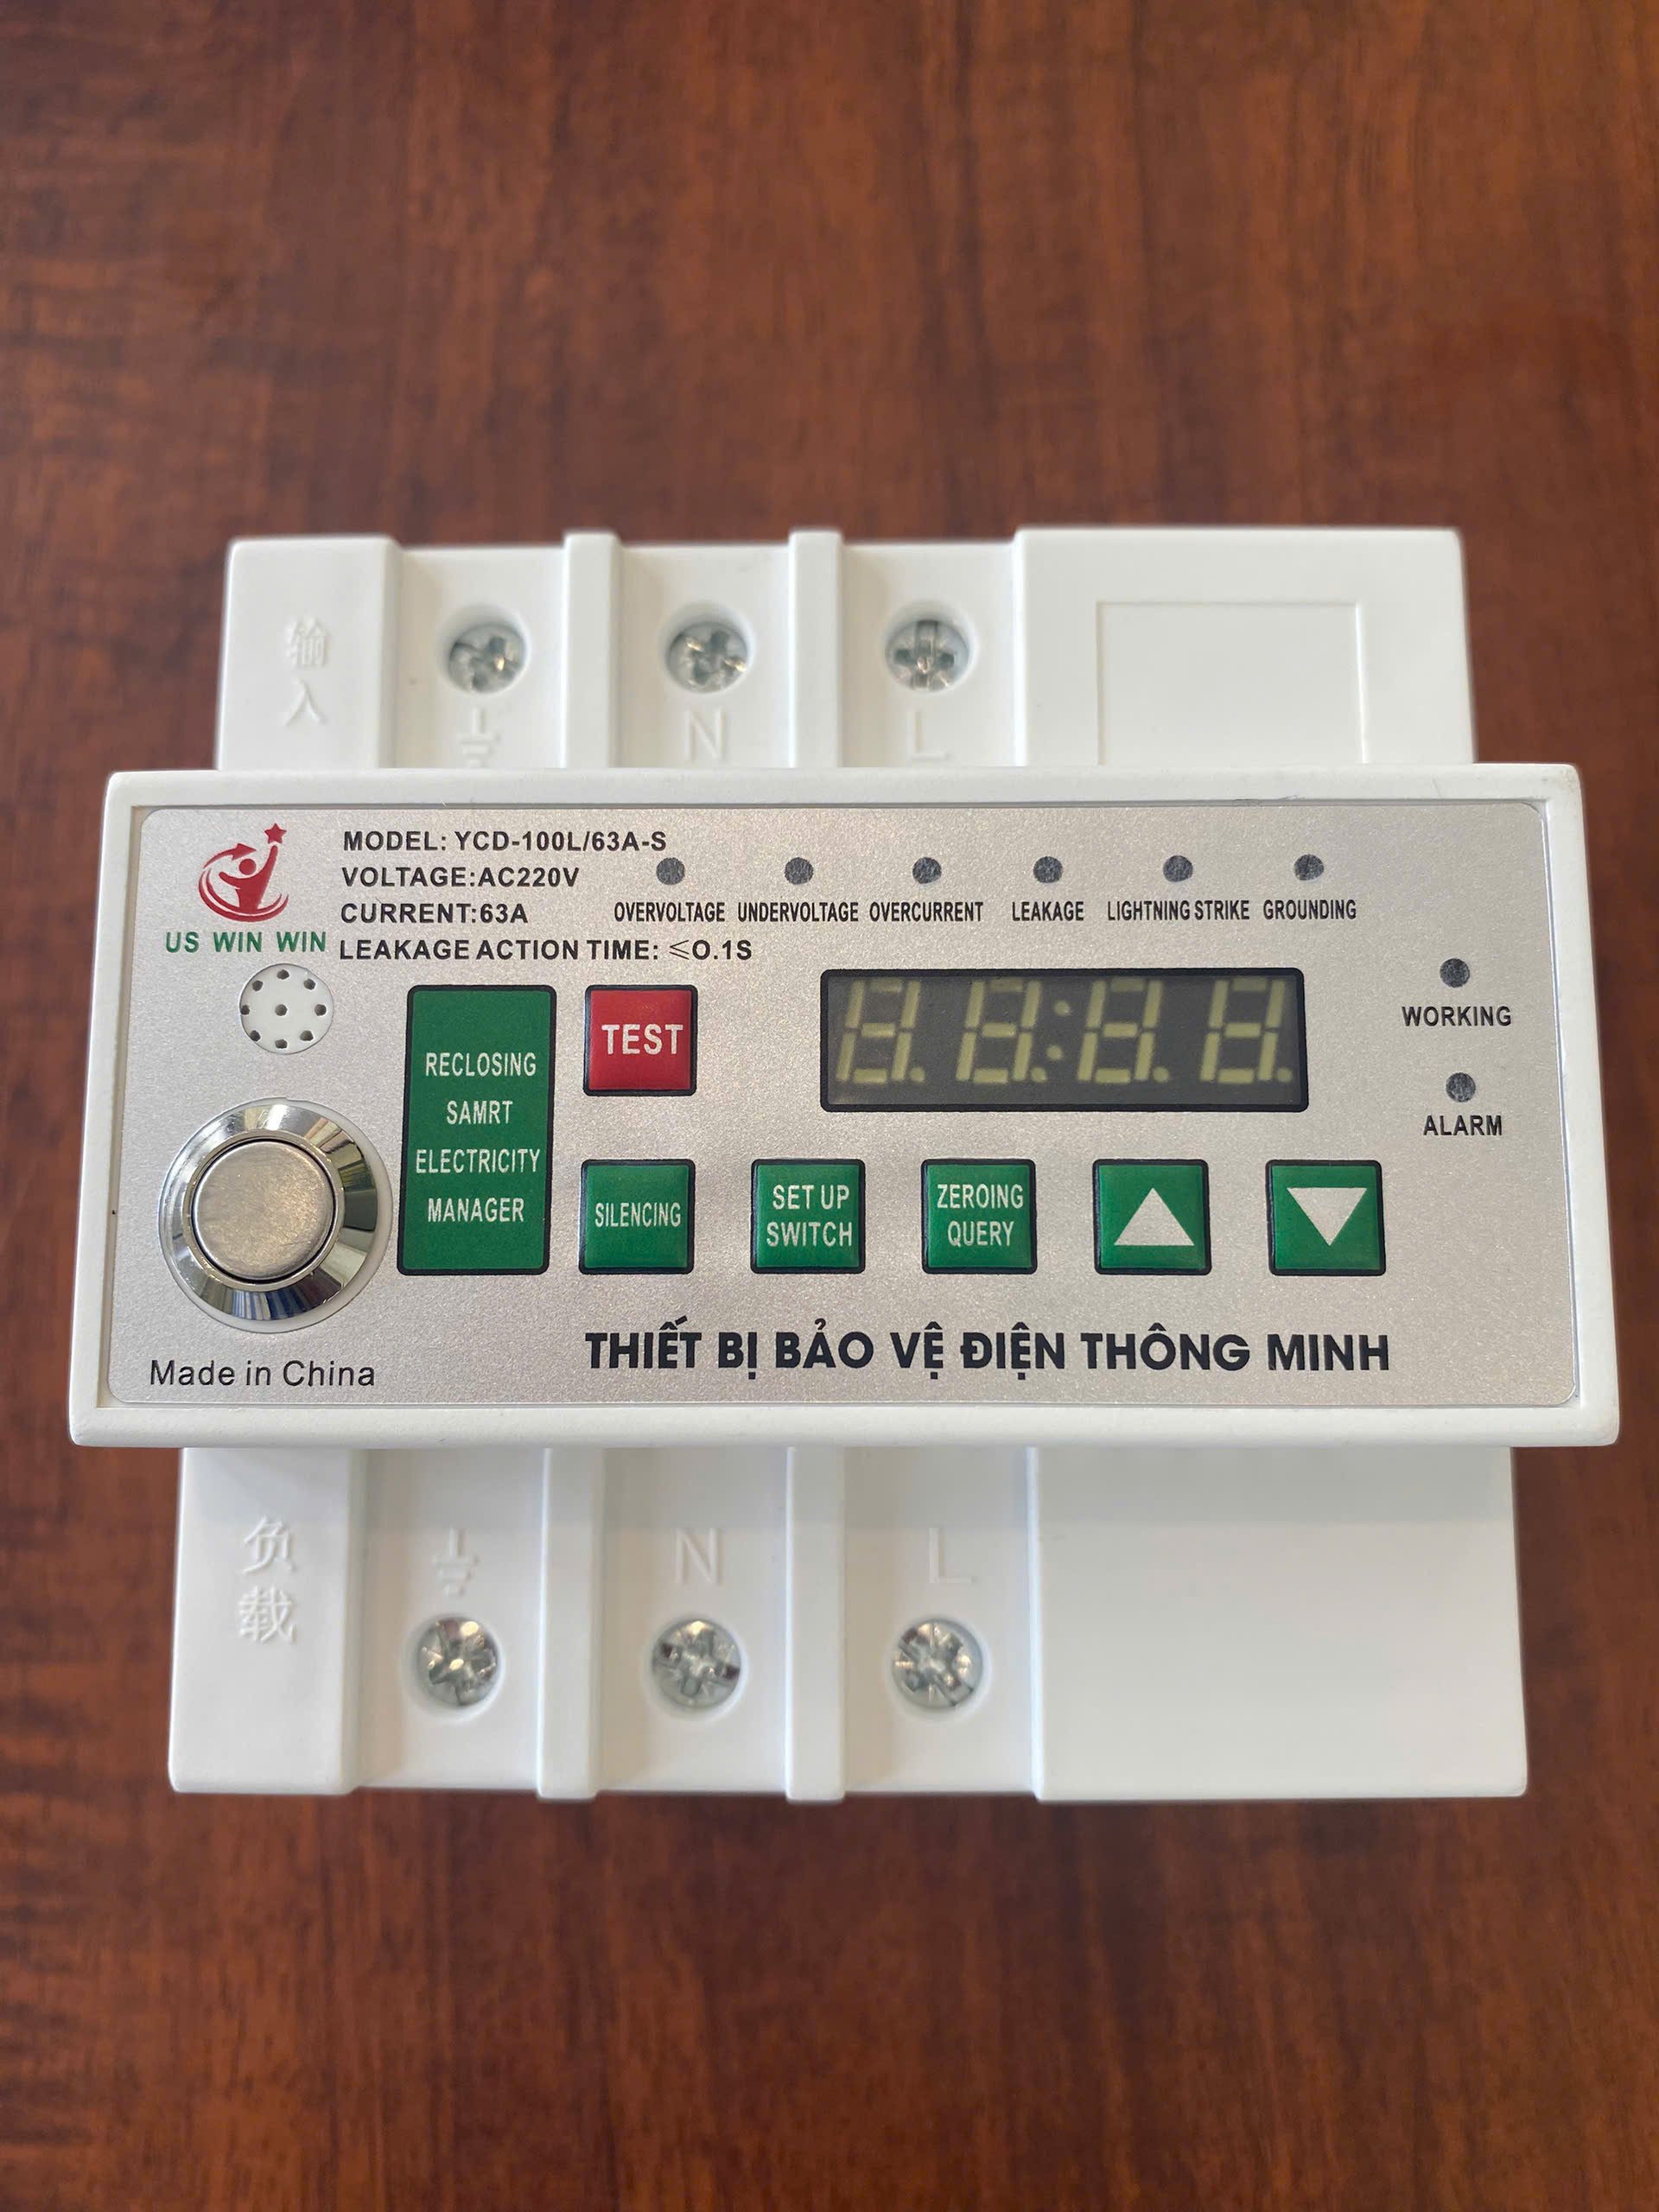 输
入
N
L
MODEL: YCD-100L/63A-S
VOLTAGE:AC220V
CURRENT:63A
LEAKAGE ACTION TIME: ≤0.1S
US WIN WIN
OVERVOLTAGE
UNDERVOLTAGE
OVERCURRENT
LEAKAGE
LIGHTNING STRIKE
GROUNDING
WORKING
ALARM
RECLOSING
SAMRT
ELECTRICITY
MANAGER
TEST
SILENCING
SET UP
SWITCH
ZEROING
QUERY
THIẾT BỊ BẢO VỆ ĐIỆN THÔNG MINH
Made in China
负
载
N
L